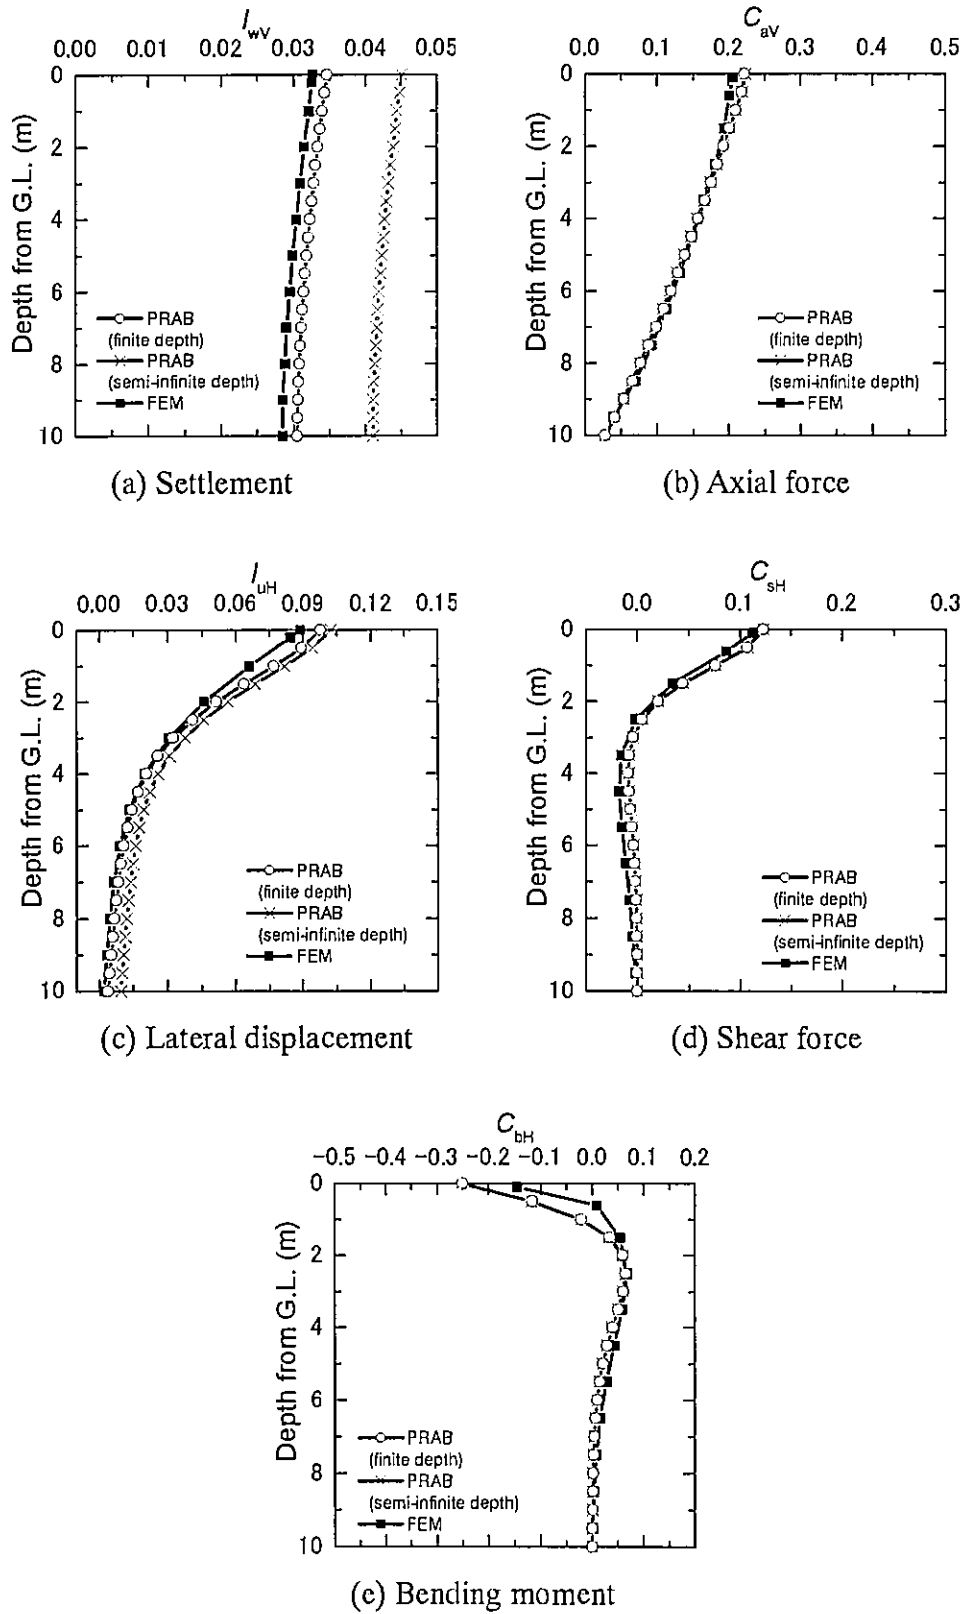 I_wV
0.00 0.01 0.02 0.03 0.04 0.05
0
2
4
6
8
10
Depth from G.L. (m)
PRAB
(finite depth)
PRAB
(semi-infinite depth)
FEM
(a) Settlement
C_aV
0.0 0.1 0.2 0.3 0.4 0.5
0
2
4
6
8
10
Depth from G.L. (m)
PRAB
(finite depth)
PRAB
(semi-infinite depth)
FEM
(b) Axial force
I_uH
0.00 0.03 0.06 0.09 0.12 0.15
0
2
4
6
8
10
Depth from G.L. (m)
PRAB
(finite depth)
PRAB
(semi-infinite depth)
FEM
(c) Lateral displacement
C_sH
0.0 0.1 0.2 0.3
0
2
4
6
8
10
Depth from G.L. (m)
PRAB
(finite depth)
PRAB
(semi-infinite depth)
FEM
(d) Shear force
C_bH
-0.5 -0.4 -0.3 -0.2 -0.1 0.0 0.1 0.2
0
2
4
6
8
10
Depth from G.L. (m)
PRAB
(finite depth)
PRAB
(semi-infinite depth)
FEM
(e) Bending moment